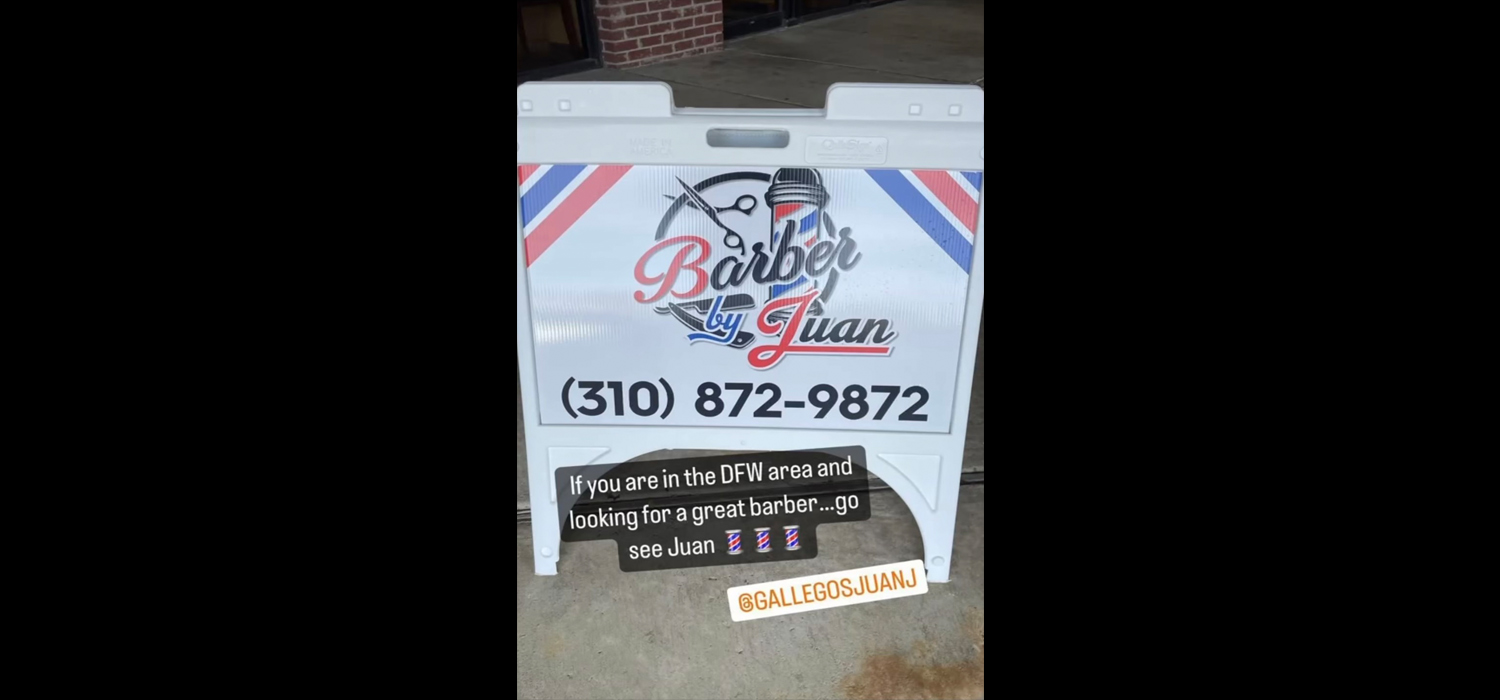 Barber
by Juan
(310) 872-9872
If you are in the DFW area and
looking for a great barber...go
see Juan 💈💈💈
@GALLEGOSJUANJ